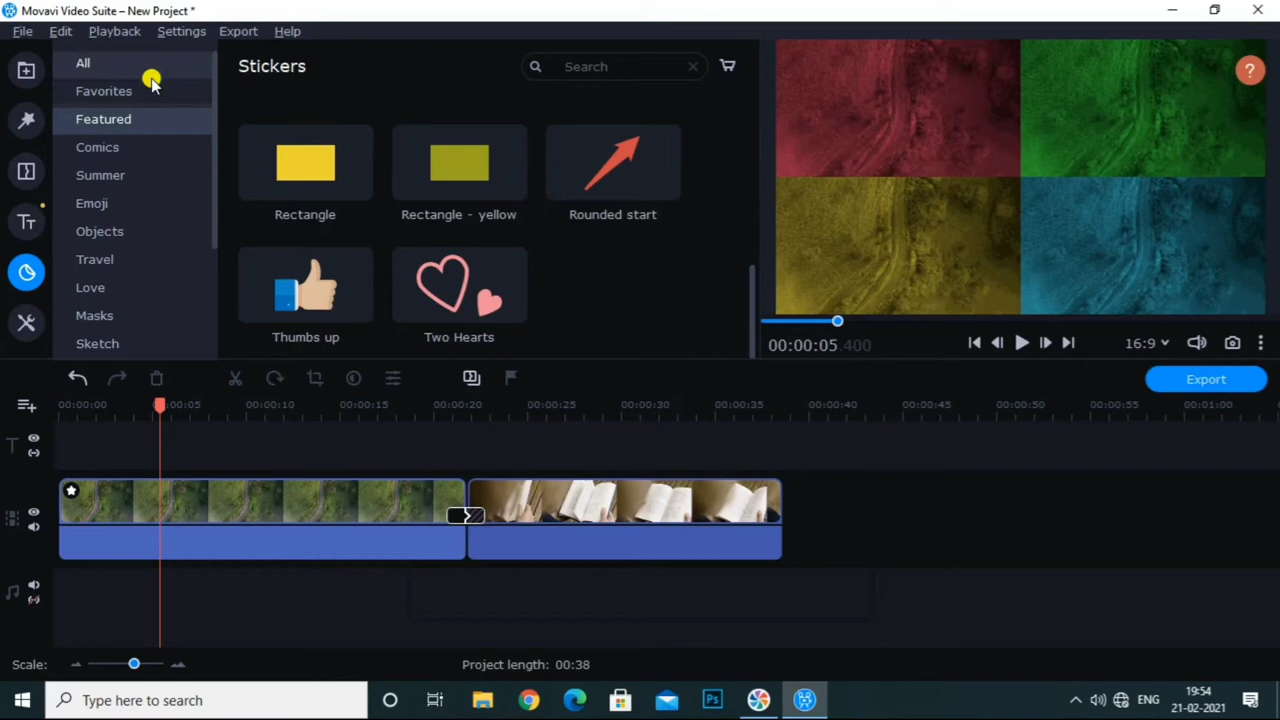 Movavi Video Suite – New Project *
File Edit Playback Settings Export Help
All
Favorites
Featured
Comics
Summer
Emoji
Objects
Travel
Love
Masks
Sketch
Stickers
Search
Rectangle
Rectangle - yellow
Rounded start
Thumbs up
Two Hearts
?
00:00:05.400
16:9
Export
00:00:00 :00:05 00:00:10 00:00:15 00:00:20 00:00:25 00:00:30 00:00:35 00:00:40 00:00:45 00:00:50 00:00:55 00:01:00
Scale:
Project length: 00:38
Type here to search
Ps
ENG
19:54
21-02-2021